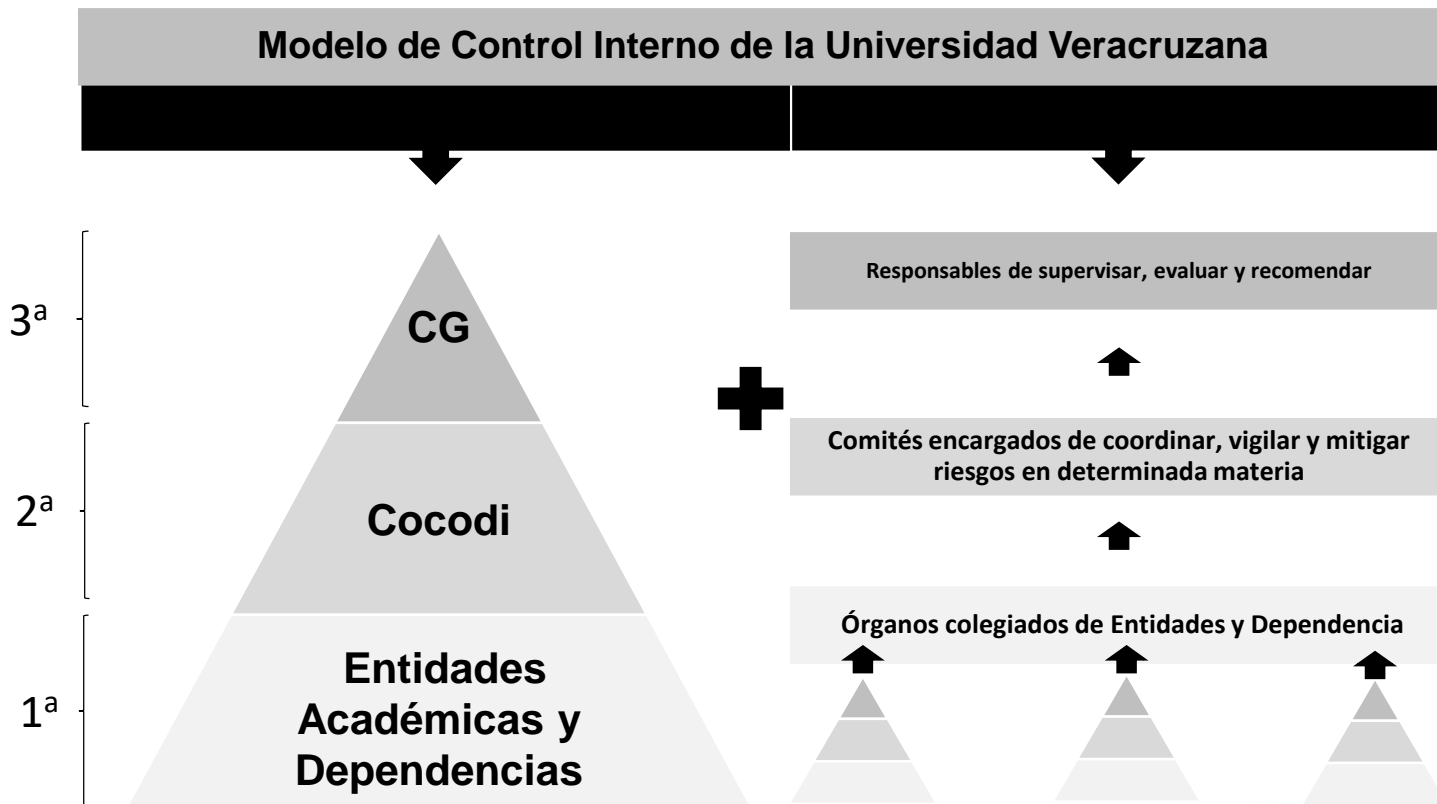 Modelo de Control Interno de la Universidad Veracruzana
3ª
CG
Responsables de supervisar, evaluar y recomendar
2ª
Cocodi
Comités encargados de coordinar, vigilar y mitigar
riesgos en determinada materia
1ª
Entidades
Académicas y
Dependencias
Órganos colegiados de Entidades y Dependencia